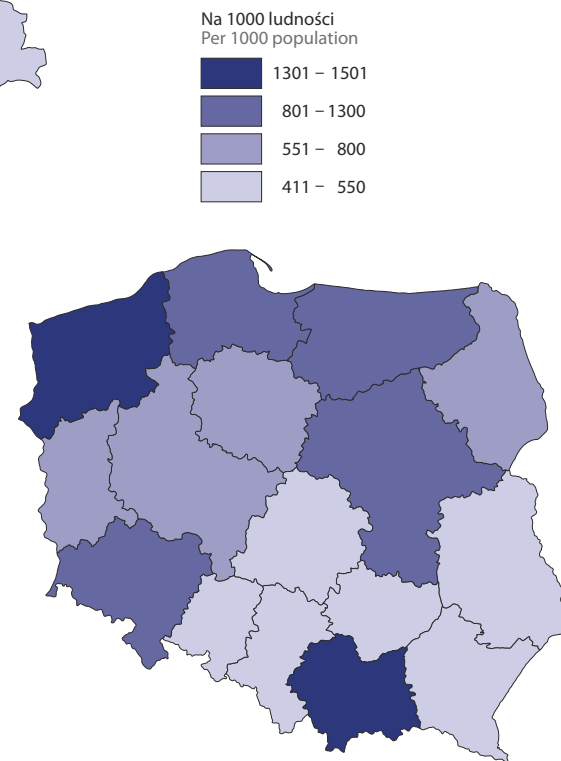 Na 1000 ludności
Per 1000 population
1301 – 1501
801 – 1300
551 – 800
411 – 550